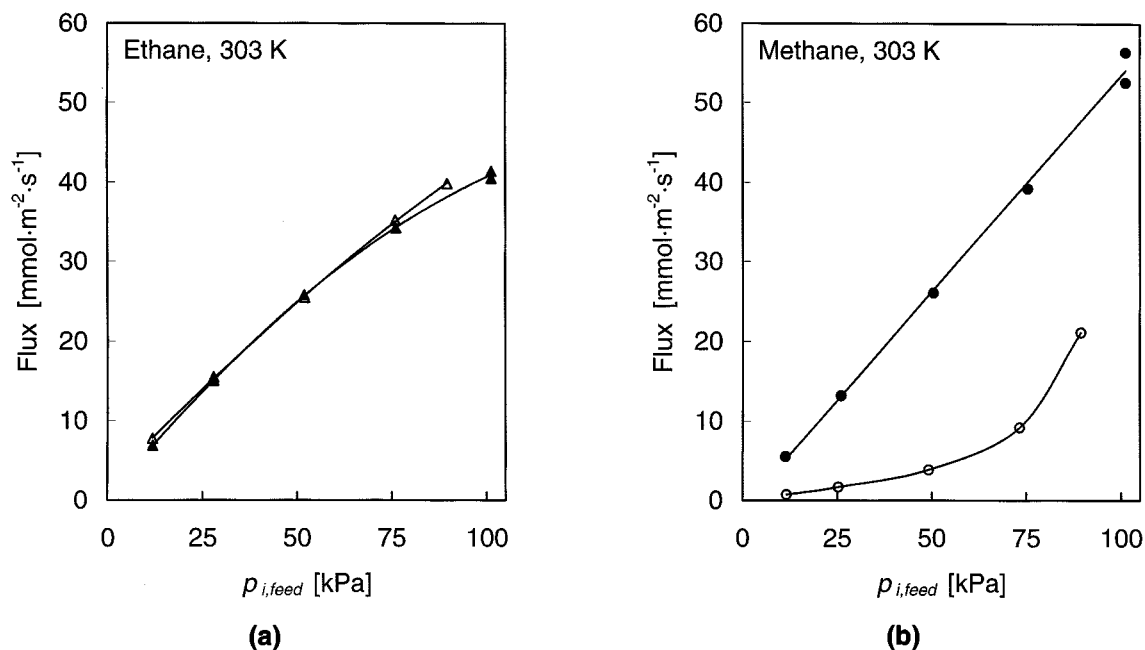 60
50
40
30
20
10
0
Flux [mmol·m⁻²·s⁻¹]
Ethane, 303 K
0 25 50 75 100
p i,feed [kPa]
(a)
60
50
40
30
20
10
0
Flux [mmol·m⁻²·s⁻¹]
Methane, 303 K
0 25 50 75 100
p i,feed [kPa]
(b)